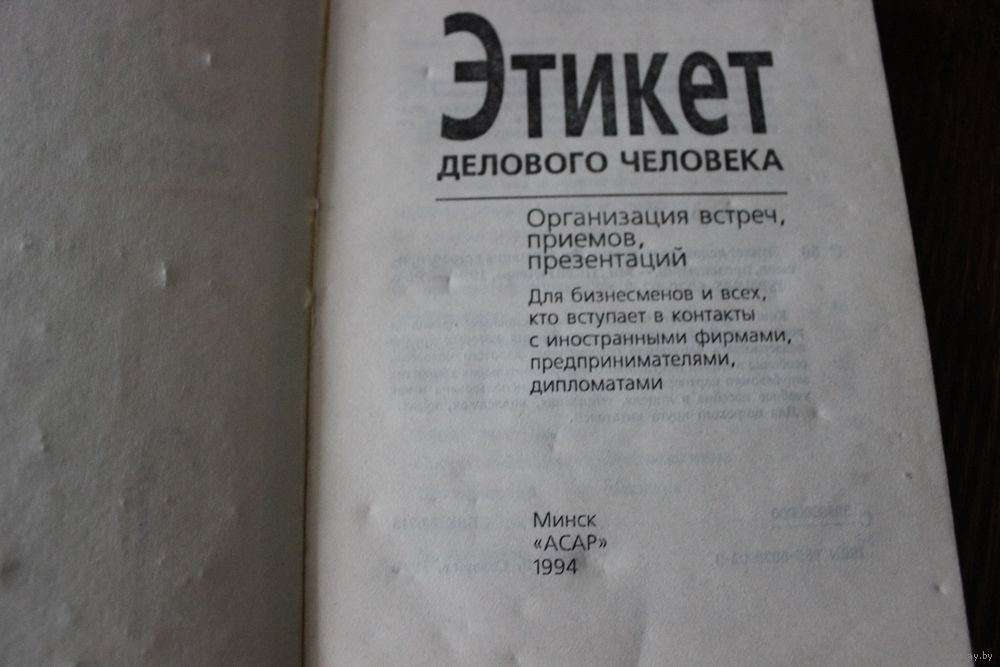 Этикет
ДЕЛОВОГО ЧЕЛОВЕКА
Организация встреч,
приемов,
презентаций
Для бизнесменов и всех,
кто вступает в контакты
с иностранными фирмами,
предпринимателями,
дипломатами
Минск
«АСАР»
1994